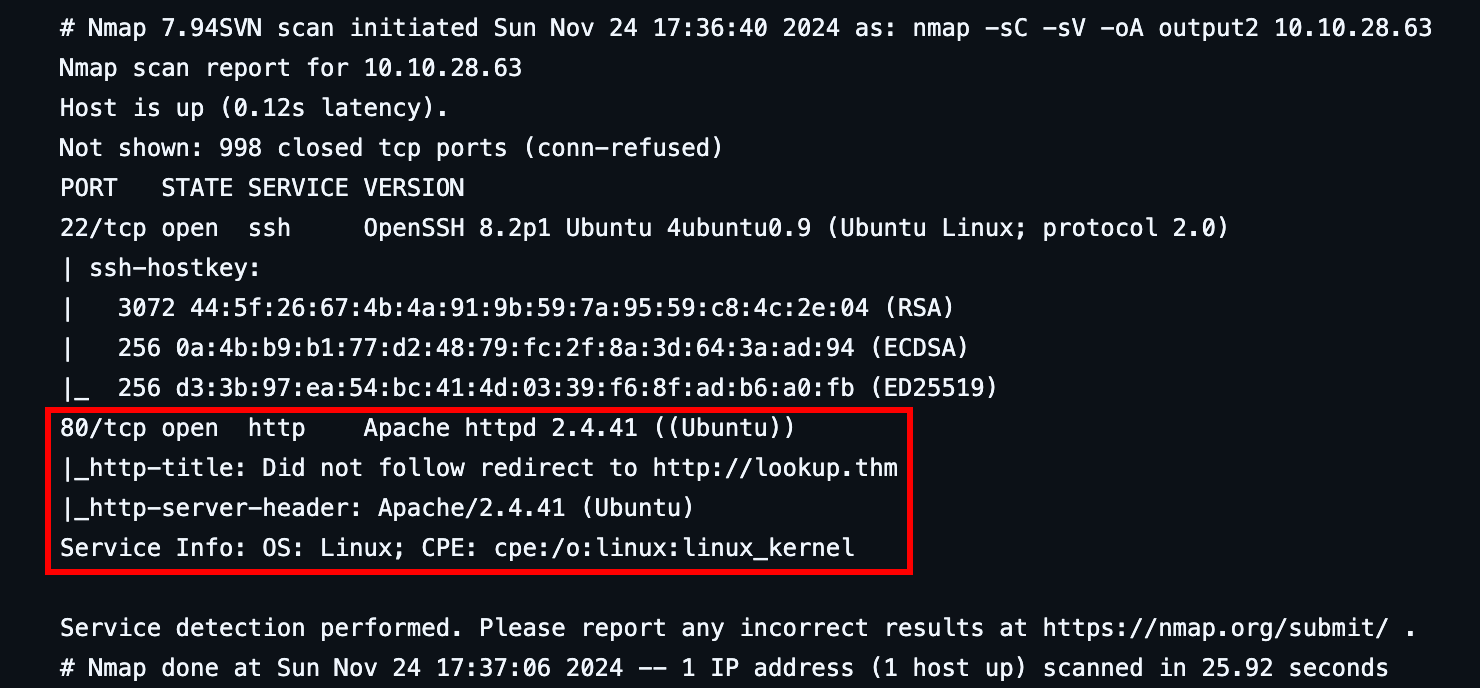 # Nmap 7.94SVN scan initiated Sun Nov 24 17:36:40 2024 as: nmap -sC -sV -oA output2 10.10.28.63
Nmap scan report for 10.10.28.63
Host is up (0.12s latency).
Not shown: 998 closed tcp ports (conn-refused)
PORT   STATE SERVICE VERSION
22/tcp open  ssh     OpenSSH 8.2p1 Ubuntu 4ubuntu0.9 (Ubuntu Linux; protocol 2.0)
| ssh-hostkey:
|   3072 44:5f:26:67:4b:4a:91:9b:59:7a:95:59:c8:4c:2e:04 (RSA)
|   256 0a:4b:b9:b1:77:d2:48:79:fc:2f:8a:3d:64:3a:ad:94 (ECDSA)
|_  256 d3:3b:97:ea:54:bc:41:4d:03:39:f6:8f:ad:b6:a0:fb (ED25519)
80/tcp open  http    Apache httpd 2.4.41 ((Ubuntu))
|_http-title: Did not follow redirect to http://lookup.thm
|_http-server-header: Apache/2.4.41 (Ubuntu)
Service Info: OS: Linux; CPE: cpe:/o:linux:linux_kernel
Service detection performed. Please report any incorrect results at https://nmap.org/submit/ .
# Nmap done at Sun Nov 24 17:37:06 2024 -- 1 IP address (1 host up) scanned in 25.92 seconds